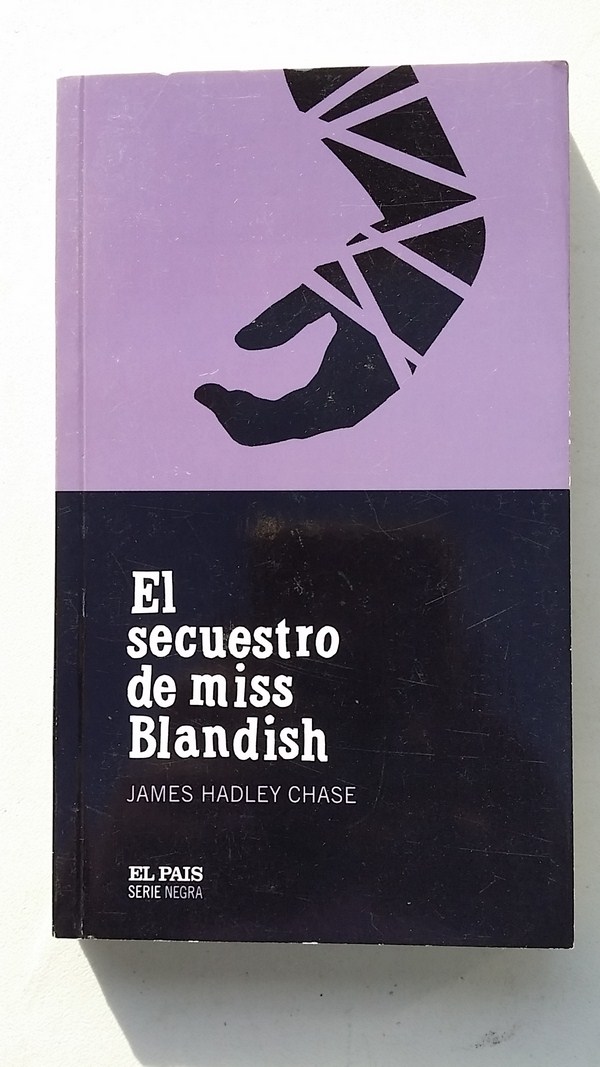 El
secuestro
de miss
Blandish
JAMES HADLEY CHASE
EL PAIS
SERIE NEGRA